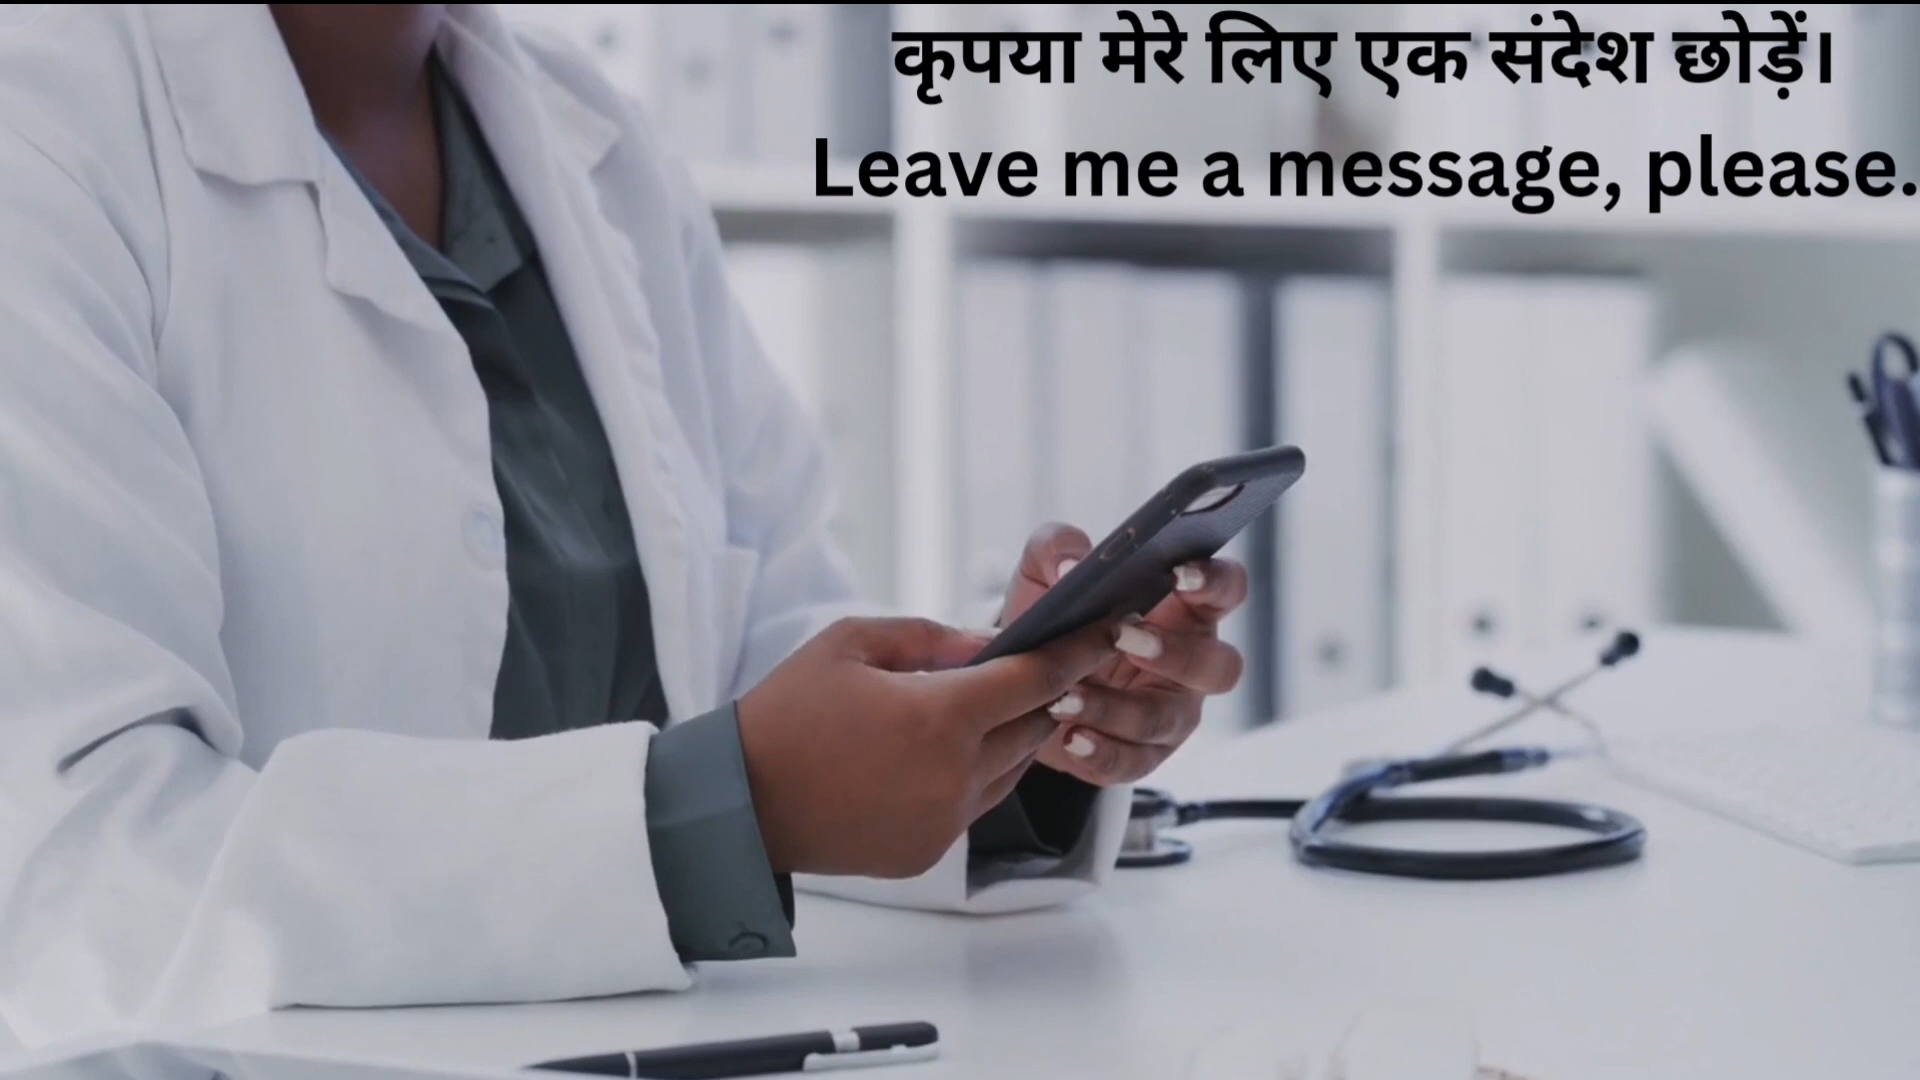 कृपया मेरे लिए एक संदेश छोड़ें।
Leave me a message, please.